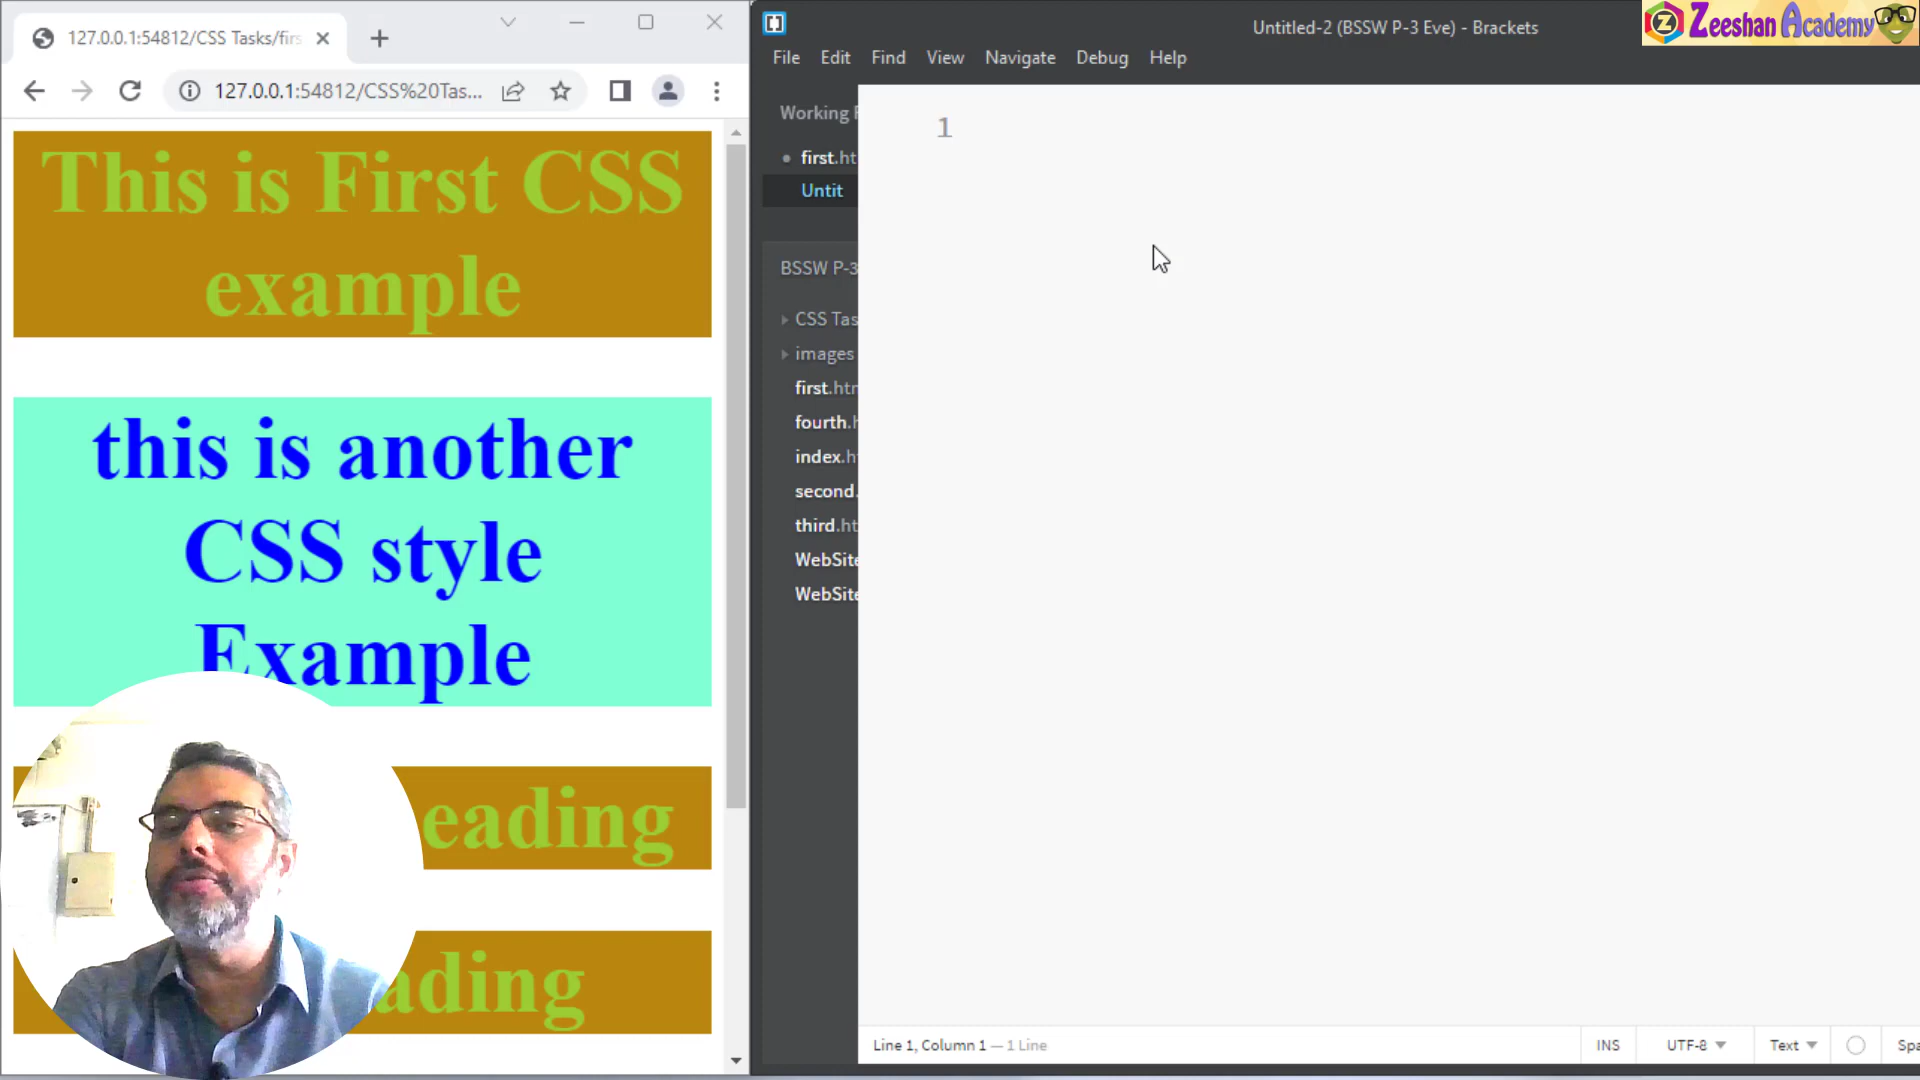 127.0.0.1:54812/CSS Tasks/firs
127.0.0.1:54812/CSS%20Tas...
This is First CSS
example
this is another
CSS style
Example
eading
ading
Untitled-2 (BSSW P-3 Eve) - Brackets
Zeeshan Academy
File Edit Find View Navigate Debug Help
Working F
first.ht
Untit
BSSW P-3
CSS Tas
images
first.htm
fourth.h
index.ht
second.
third.ht
WebSite
WebSite
1
Line 1, Column 1 — 1 Line
INS UTF-8 Text Spa